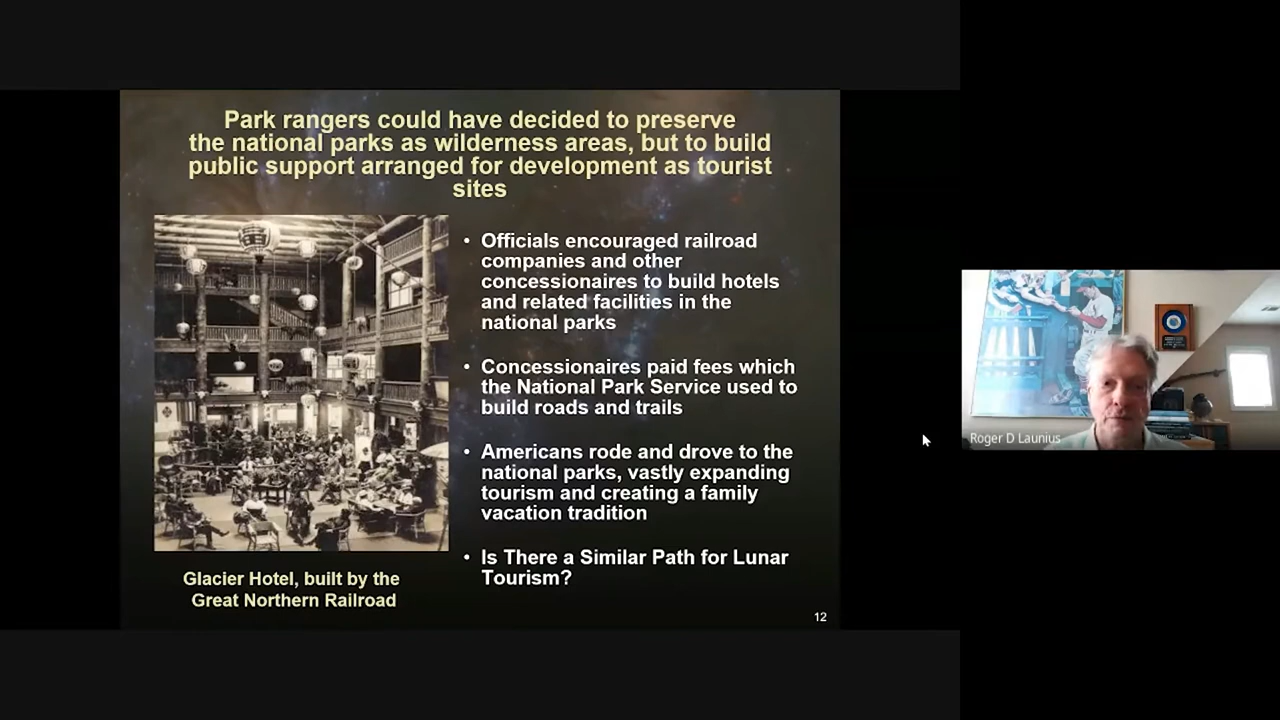 Park rangers could have decided to preserve
the national parks as wilderness areas, but to build
public support arranged for development as tourist
sites
• Officials encouraged railroad
companies and other
concessionaires to build hotels
and related facilities in the
national parks
• Concessionaires paid fees which
the National Park Service used to
build roads and trails
• Americans rode and drove to the
national parks, vastly expanding
tourism and creating a family
vacation tradition
• Is There a Similar Path for Lunar
Tourism?
Glacier Hotel, built by the
Great Northern Railroad
12
Roger D Launius